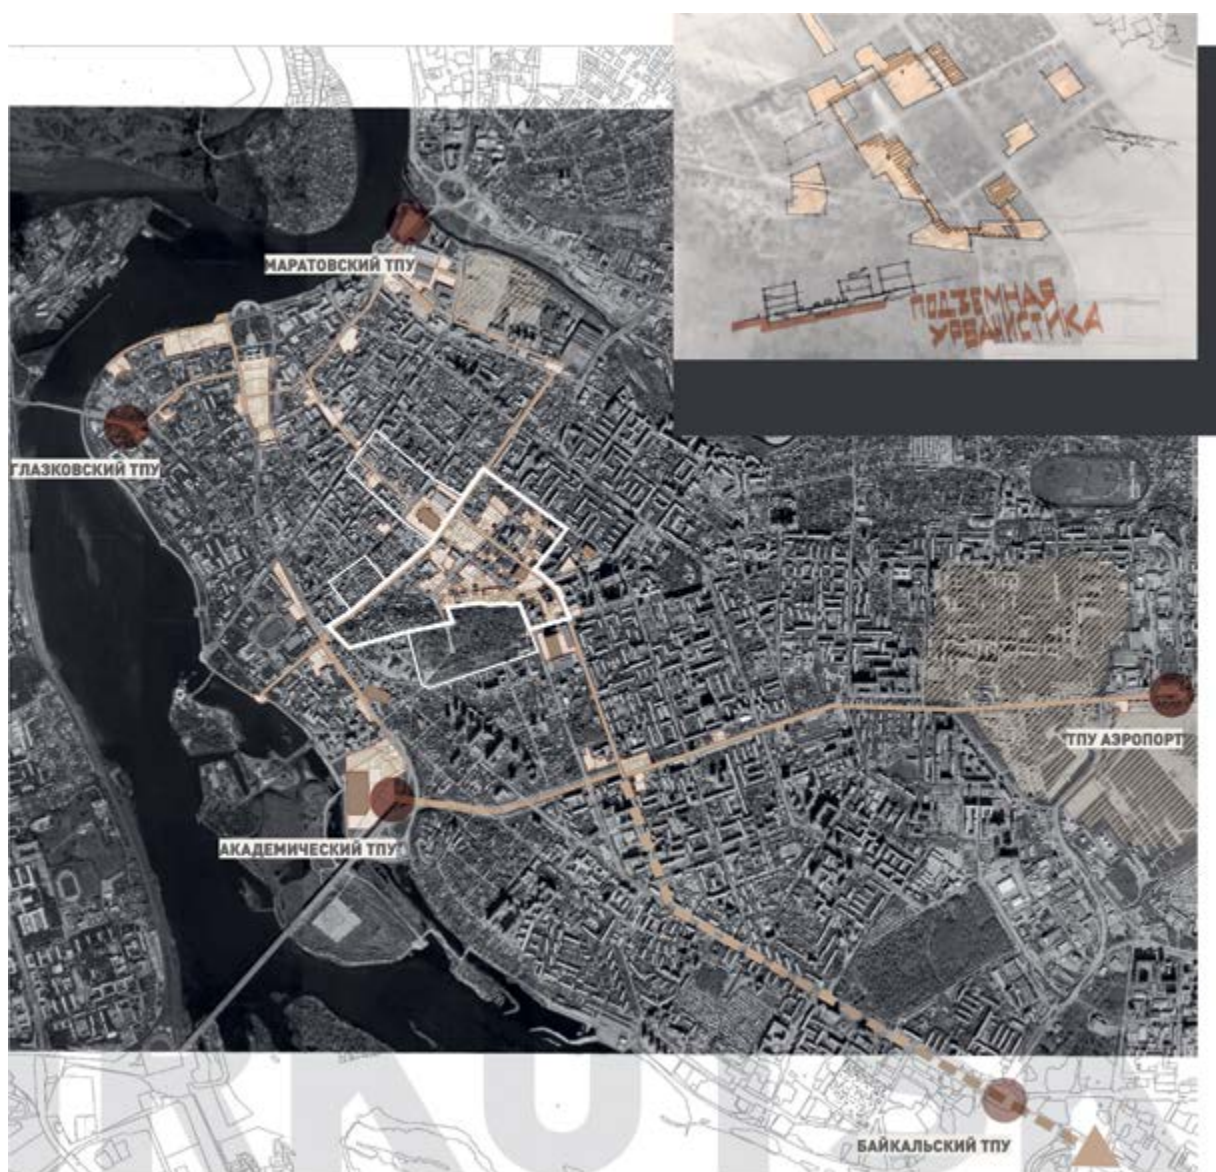 МАРАТОВСКИЙ ТПУ
ПОДЗЕМНАЯ
УРБАНИСТИКА
ГЛАЗКОВСКИЙ ТПУ
ТПУ АЭРОПОРТ
АКАДЕМИЧЕСКИЙ ТПУ
БАЙКАЛЬСКИЙ ТПУ